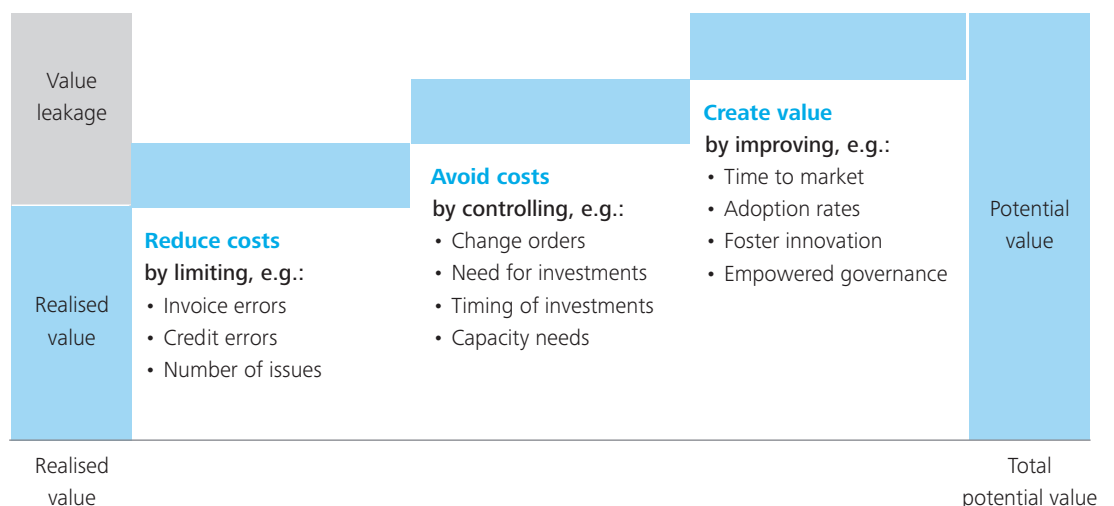 Value
leakage
Realised
value
Reduce costs
by limiting, e.g.:
• Invoice errors
• Credit errors
• Number of issues
Avoid costs
by controlling, e.g.:
• Change orders
• Need for investments
• Timing of investments
• Capacity needs
Create value
by improving, e.g.:
• Time to market
• Adoption rates
• Foster innovation
• Empowered governance
Potential
value
Realised
value
Total
potential value